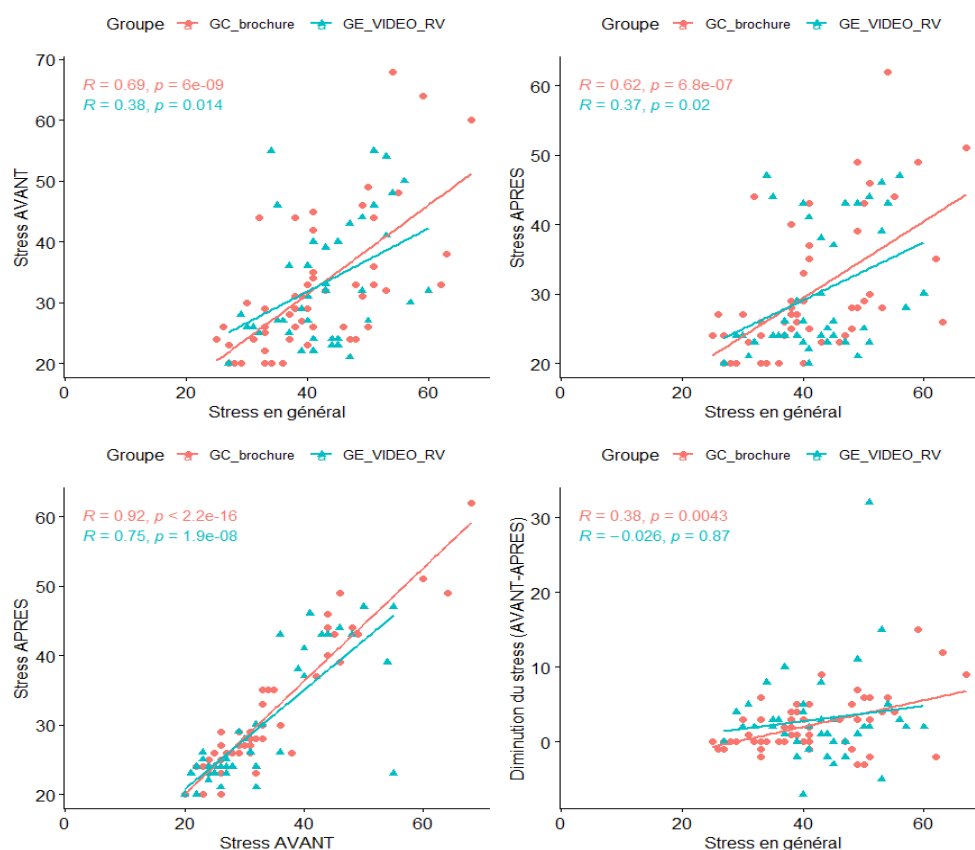 Groupe GC_brochure GE_VIDEO_RV
R = 0.69, p = 6e-09
R = 0.38, p = 0.014
Stress AVANT
70
60
50
40
30
20
0 20 40 60
Stress en général
Groupe GC_brochure GE_VIDEO_RV
R = 0.62, p = 6.8e-07
R = 0.37, p = 0.02
Stress APRES
60
50
40
30
20
0 20 40 60
Stress en général
Groupe GC_brochure GE_VIDEO_RV
R = 0.92, p < 2.2e-16
R = 0.75, p = 1.9e-08
Stress APRES
60
50
40
30
20
0 20 40 60
Stress AVANT
Groupe GC_brochure GE_VIDEO_RV
R = 0.38, p = 0.0043
R = −0.026, p = 0.87
Dirminution du stress (AVANT-APRES)
30
20
10
0
0 20 40 60
Stress en général